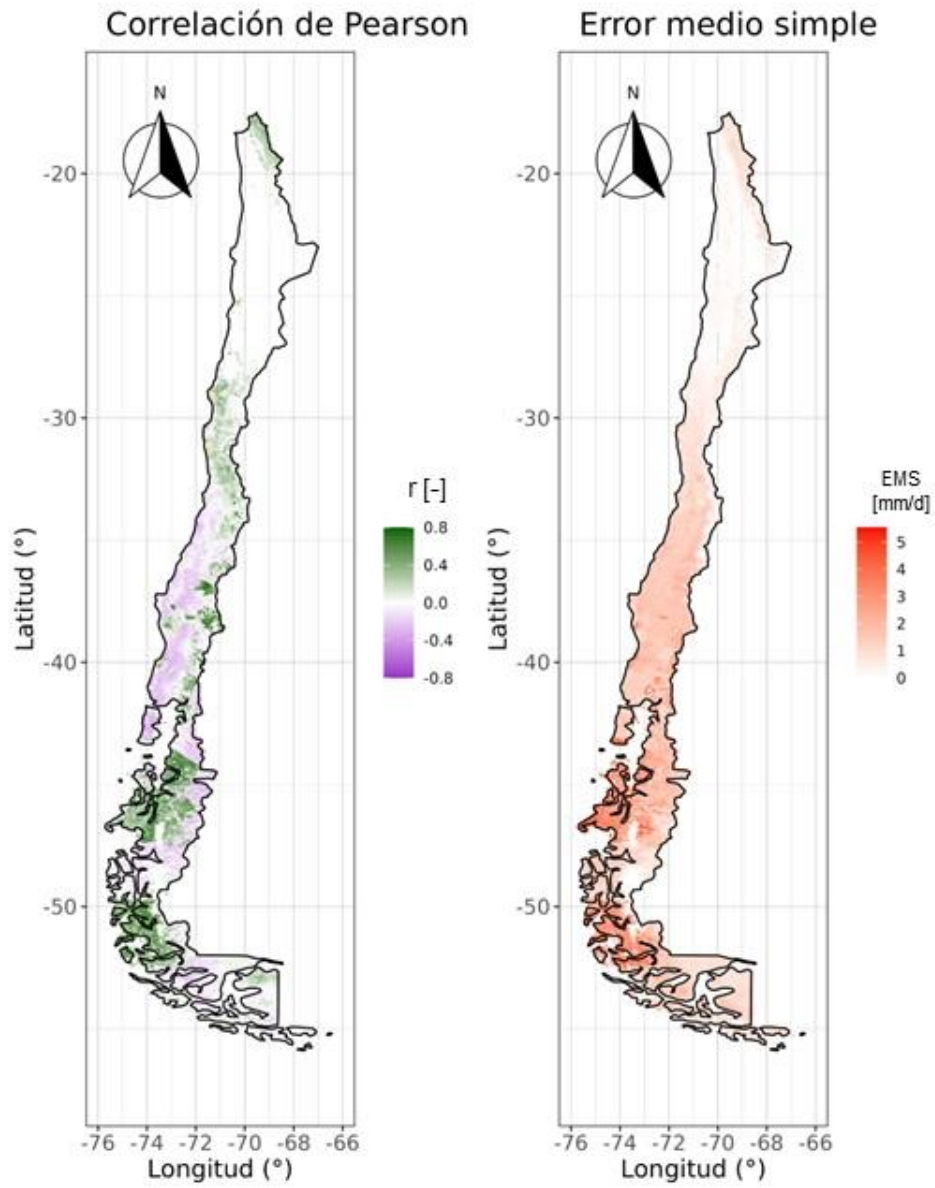 Correlación de Pearson
Error medio simple
N
N
-20
-30
-40
-50
-20
-30
-40
-50
Latitud (°)
Latitud (°)
r [-]
0.8
0.4
0.0
-0.4
-0.8
EMS
[mm/d]
5
4
3
2
1
0
-76 -74 -72 -70 -68 -66
-76 -74 -72 -70 -68 -66
Longitud (°)
Longitud (°)